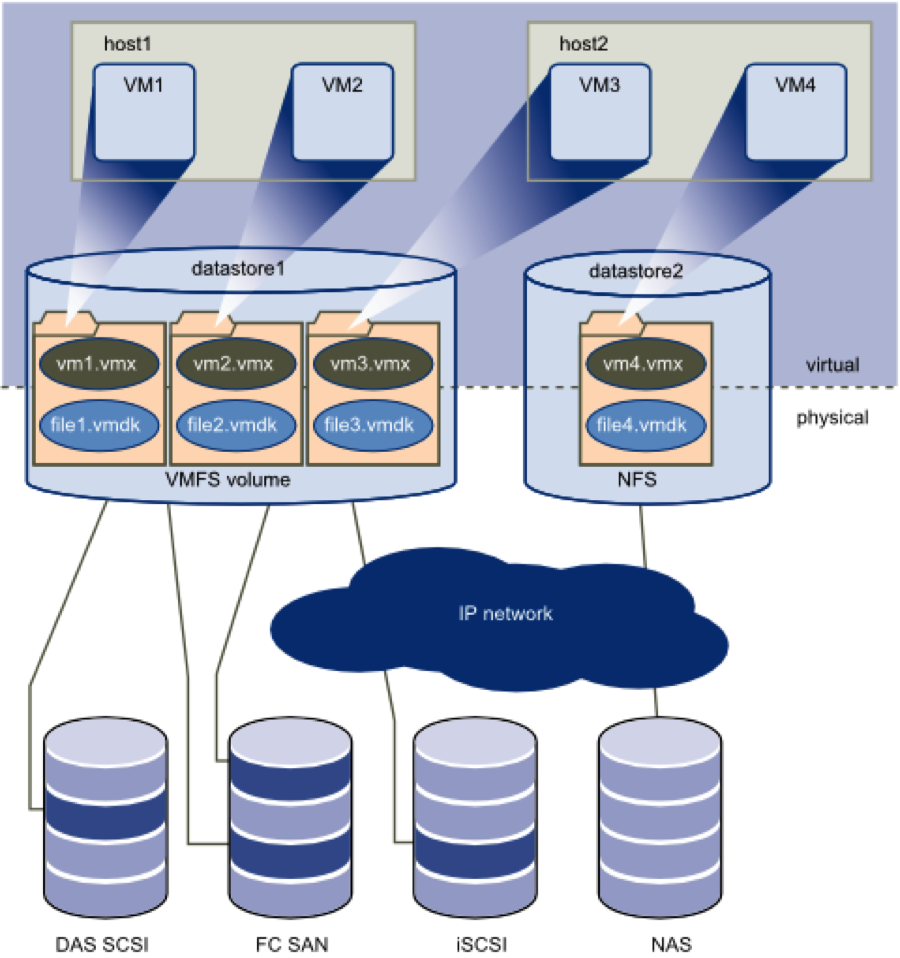 host1
host2
VM1
VM2
VM3
VM4
datastore1
datastore2
vm1.vmx
vm2.vmx
vm3.vmx
vm4.vmx
virtual
file1.vmdk
file2.vmdk
file3.vmdk
file4.vmdk
physical
VMFS volume
NFS
IP network
DAS SCSI
FC SAN
iSCSI
NAS